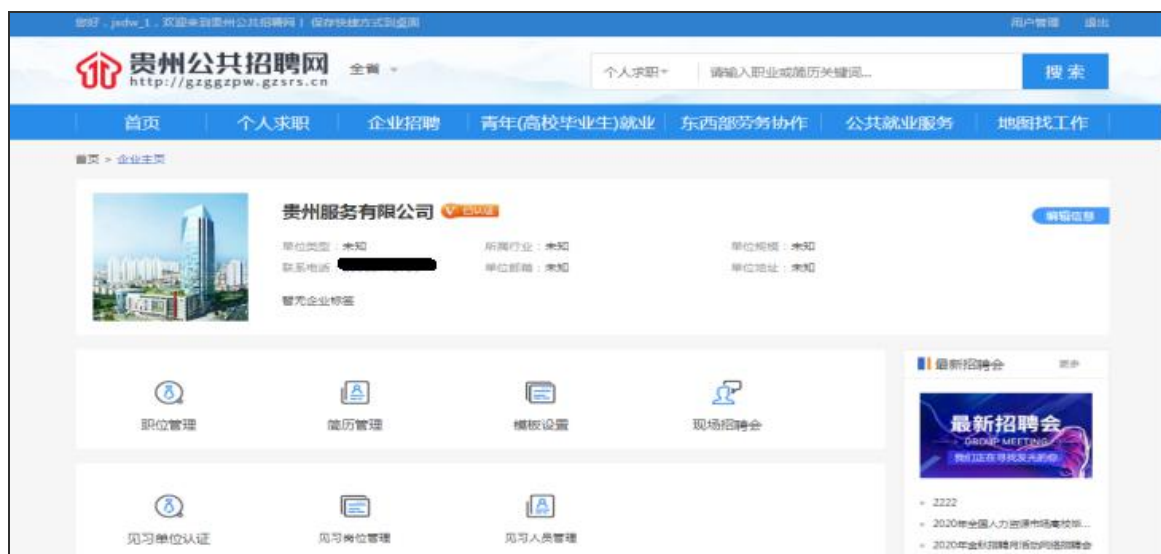 您好，jxdw_1，欢迎来到贵州公共招聘网！ 保存快捷方式到桌面 用户管理 退出
贵州公共招聘网 全省
http://gzggzpw.gzsrs.cn
个人求职 请输入职业或简历关键词... 搜索
首页 个人求职 企业招聘 青年(高校毕业生)就业 东西部劳务协作 公共就业服务 地图找工作
首页 > 企业主页
贵州服务有限公司 V 已认证 编辑信息
单位类型：未知 所属行业：未知 单位规模：未知
联系电话： 单位邮箱：未知 单位地址：未知
暂无企业标签
最新招聘会 更多
职位管理 简历管理 模板设置 现场招聘会
最新招聘会
GROUP MEETING
我们正在寻找发光的你
见习单位认证 见习岗位管理 见习人员管理
2222
2020年全国人力资源市场高校毕...
2020年金秋招聘月活动网络招聘会